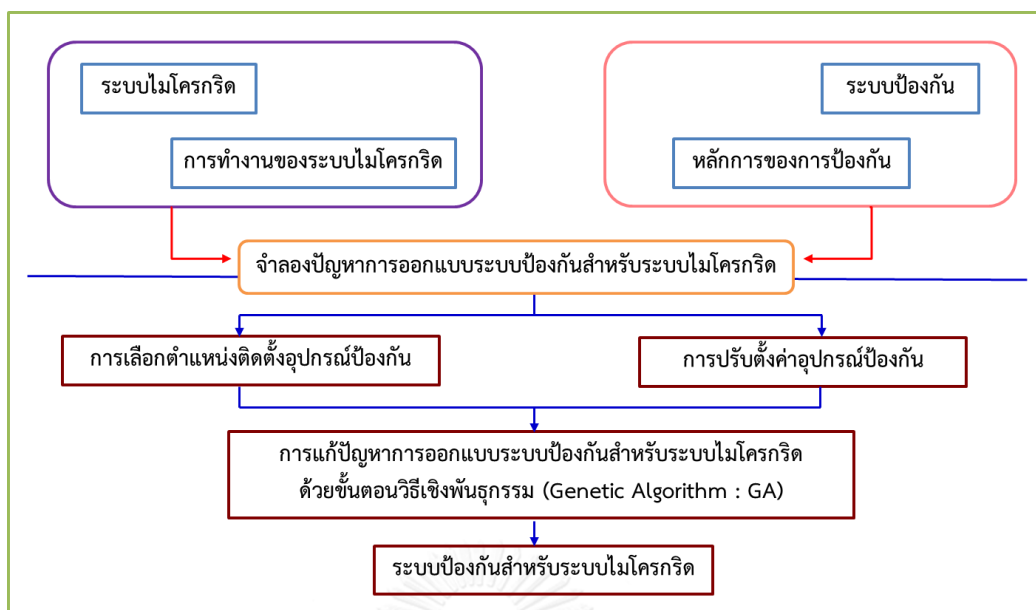 ระบบไมโครกริด
ระบบป้องกัน
การทำงานของระบบไมโครกริด
หลักการของการป้องกัน
จำลองปัญหาการออกแบบระบบป้องกันสำหรับระบบไมโครกริด
การเลือกตำแหน่งติดตั้งอุปกรณ์ป้องกัน
การปรับตั้งค่าอุปกรณ์ป้องกัน
การแก้ปัญหาการออกแบบระบบป้องกันสำหรับระบบไมโครกริด
ด้วยขั้นตอนวิธีเชิงพันธุกรรม (Genetic Algorithm : GA)
ระบบป้องกันสำหรับระบบไมโครกริด